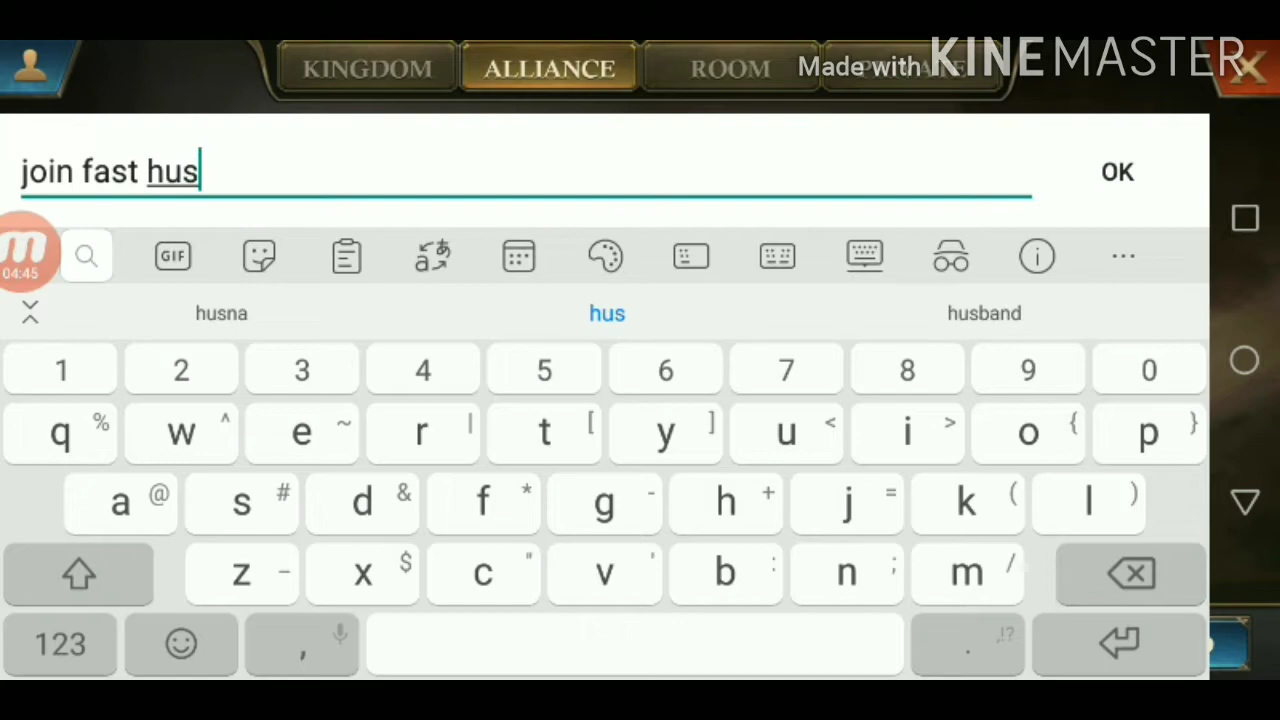 KINGDOM ALLIANCE ROOM
Made with KINEMASTER
join fast hus OK
04:45
GIF
husna hus husband
1 2 3 4 5 6 7 8 9 0
q % w ^ e ~ r | t [ y ] u < i > o { p }
a @ s # d & f * g - h + j = k ( l )
z _ x $ c " v ' b : n ; m /
123 , . !?